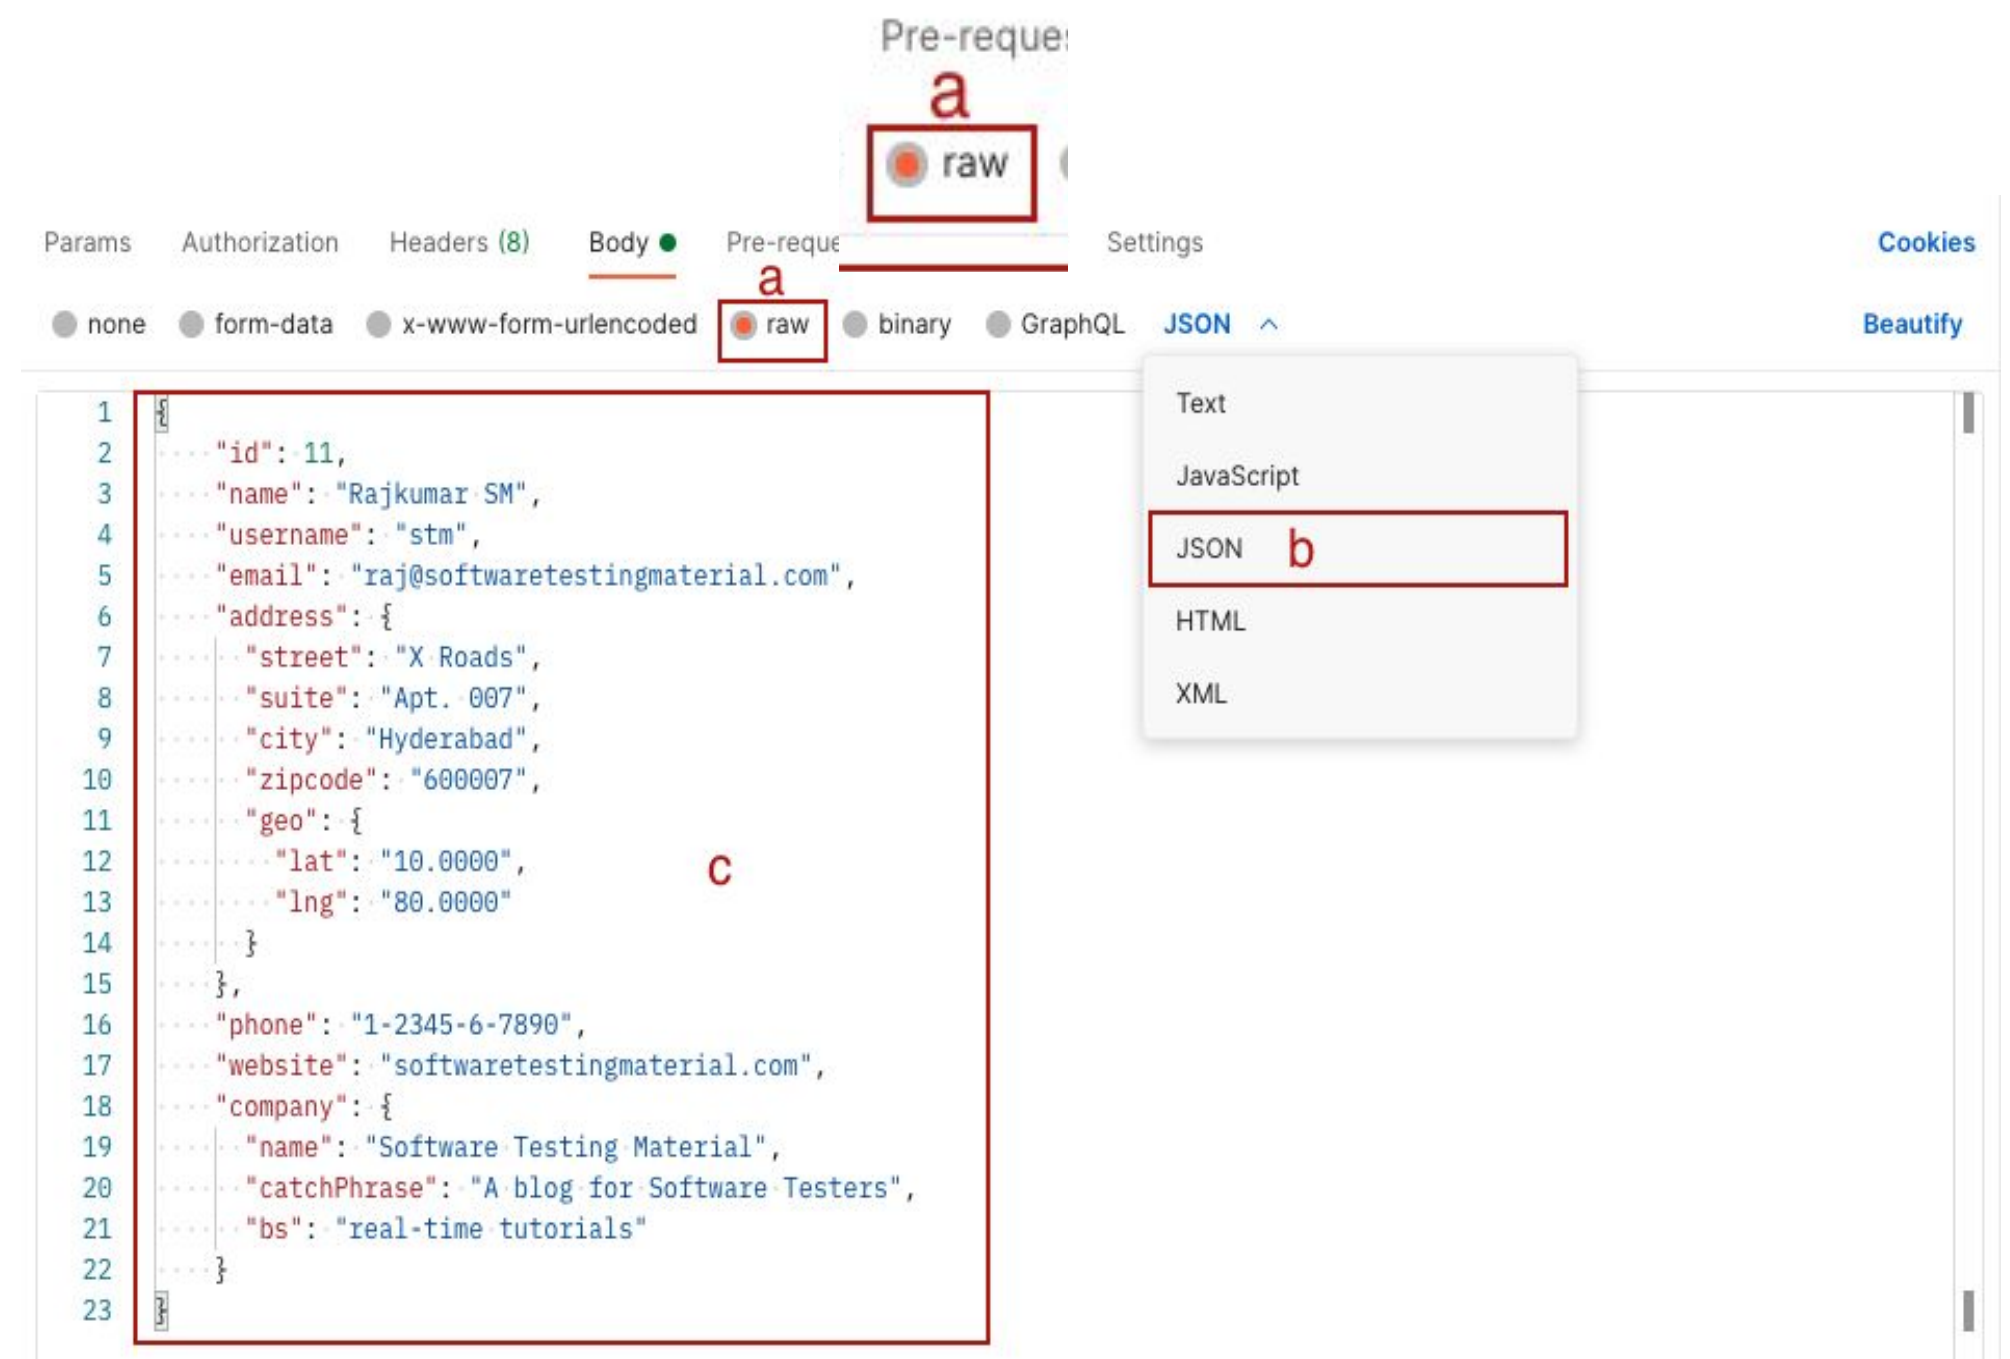 Pre-reques
a
raw
Params Authorization Headers (8) Body Pre-reque Settings Cookies
a
none form-data x-www-form-urlencoded raw binary GraphQL JSON Beautify
Text
JavaScript
JSON b
HTML
XML
1 {
2 "id": 11,
3 "name": "Rajkumar SM",
4 "username": "stm",
5 "email": "raj@softwaretestingmaterial.com",
6 "address": {
7 "street": "X Roads",
8 "suite": "Apt. 007",
9 "city": "Hyderabad",
10 "zipcode": "600007",
11 "geo": {
12 "lat": "10.0000",
c
13 "lng": "80.0000"
14 }
15 },
16 "phone": "1-2345-6-7890",
17 "website": "softwaretestingmaterial.com",
18 "company": {
19 "name": "Software Testing Material",
20 "catchPhrase": "A blog for Software Testers",
21 "bs": "real-time tutorials"
22 }
23 }